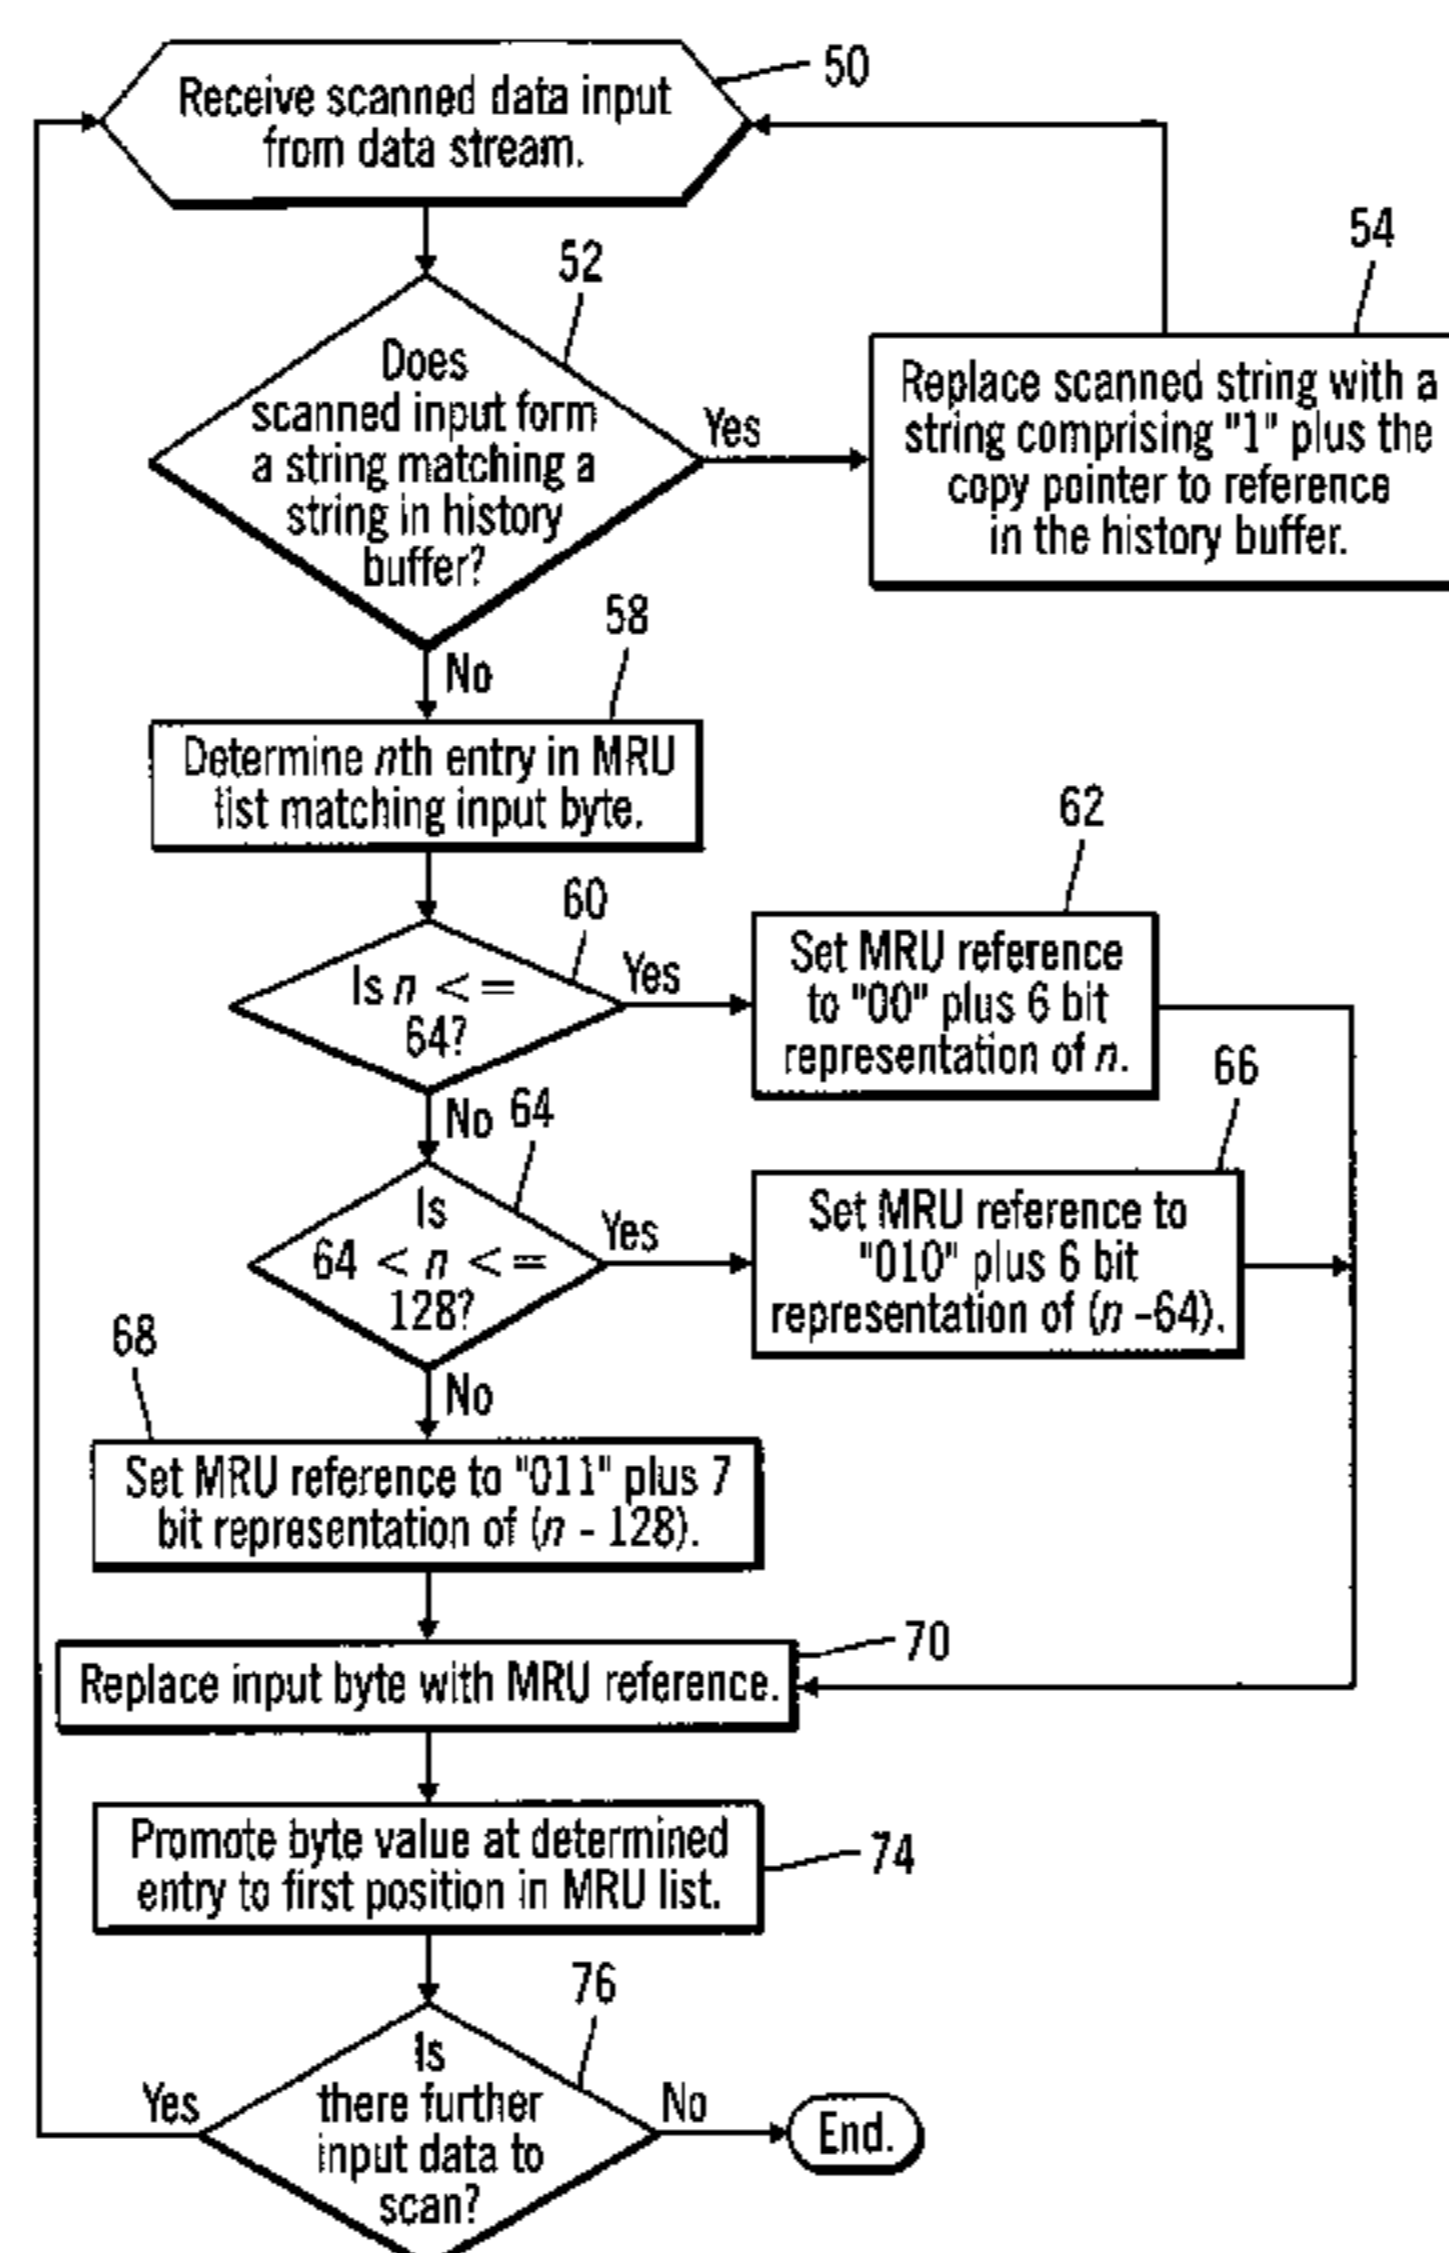 50
Receive scanned data input
from data stream.
52
54
Does
scanned input form
a string matching a
string in history
buffer?
Yes
Replace scanned string with a
string comprising "1" plus the
copy pointer to reference
in the history buffer.
No
58
Determine nth entry in MRU
list matching input byte.
60
62
Is n <=
64?
Yes
Set MRU reference
to "00" plus 6 bit
representation of n.
No
64
66
Is
64 < n <=
128?
Yes
Set MRU reference to
"010" plus 6 bit
representation of (n -64).
No
68
Set MRU reference to "011" plus 7
bit representation of (n - 128).
70
Replace input byte with MRU reference.
Promote byte value at determined
entry to first position in MRU list.
74
76
Is
there further
input data to
scan?
Yes
No
End.